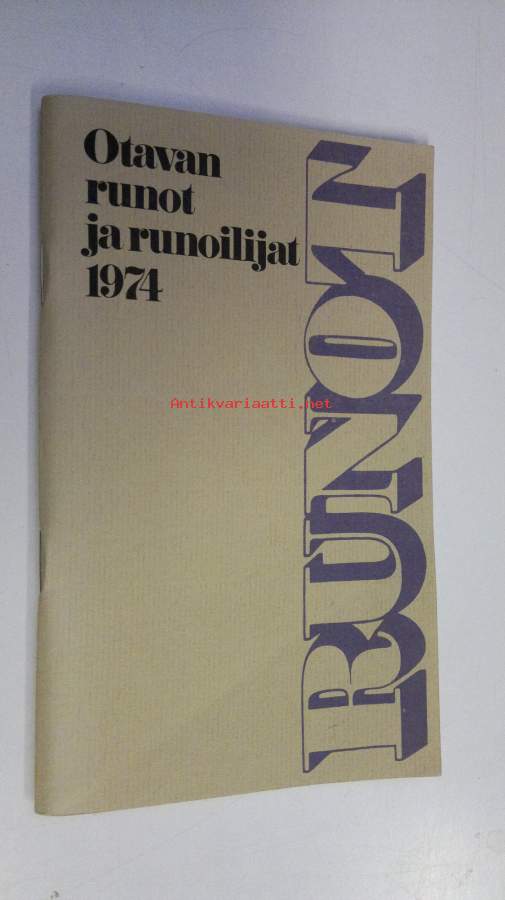 Otavan
runot
ja runoilijat
1974
RUNOT
Antikvariaatti.net